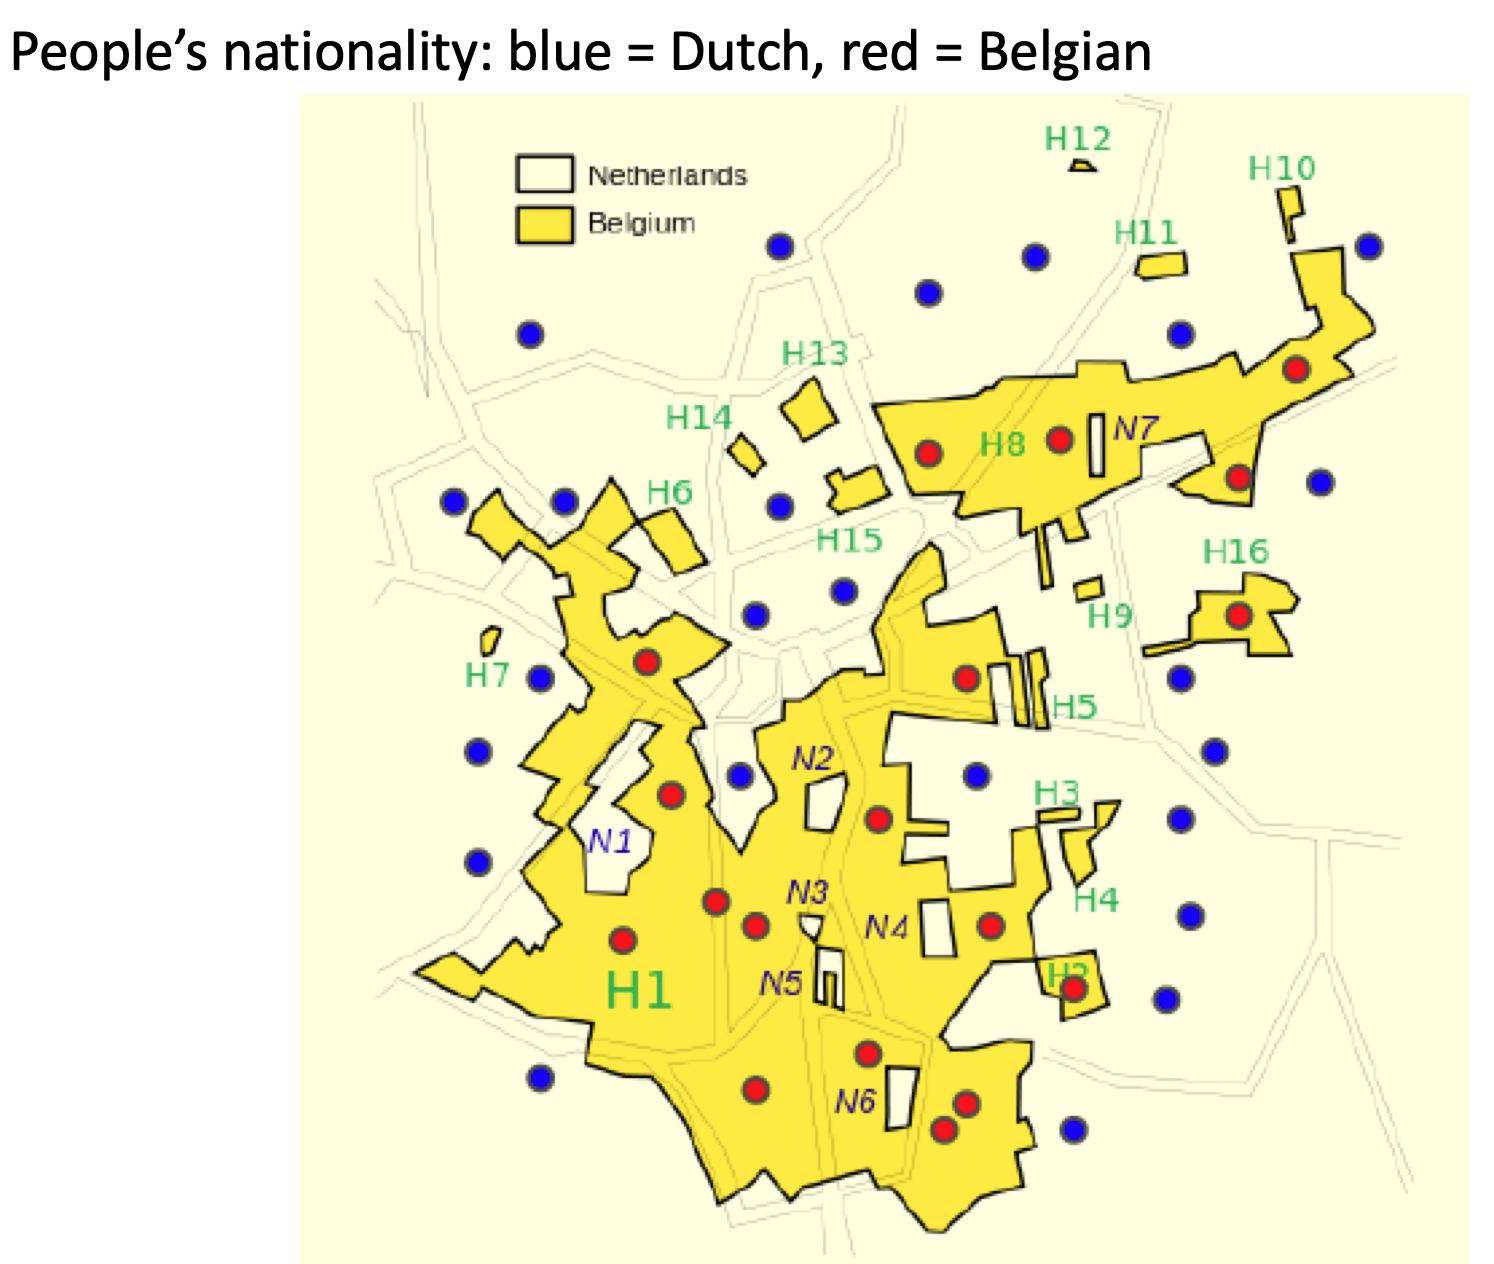 People’s nationality: blue = Dutch, red = Belgian
H12
H10
Netherlands
Belgium
H11
H13
H14
H8
N7
H6
H15
H16
H9
H7
H5
N2
H3
N1
N3
H4
N4
H2
N5
H1
N6